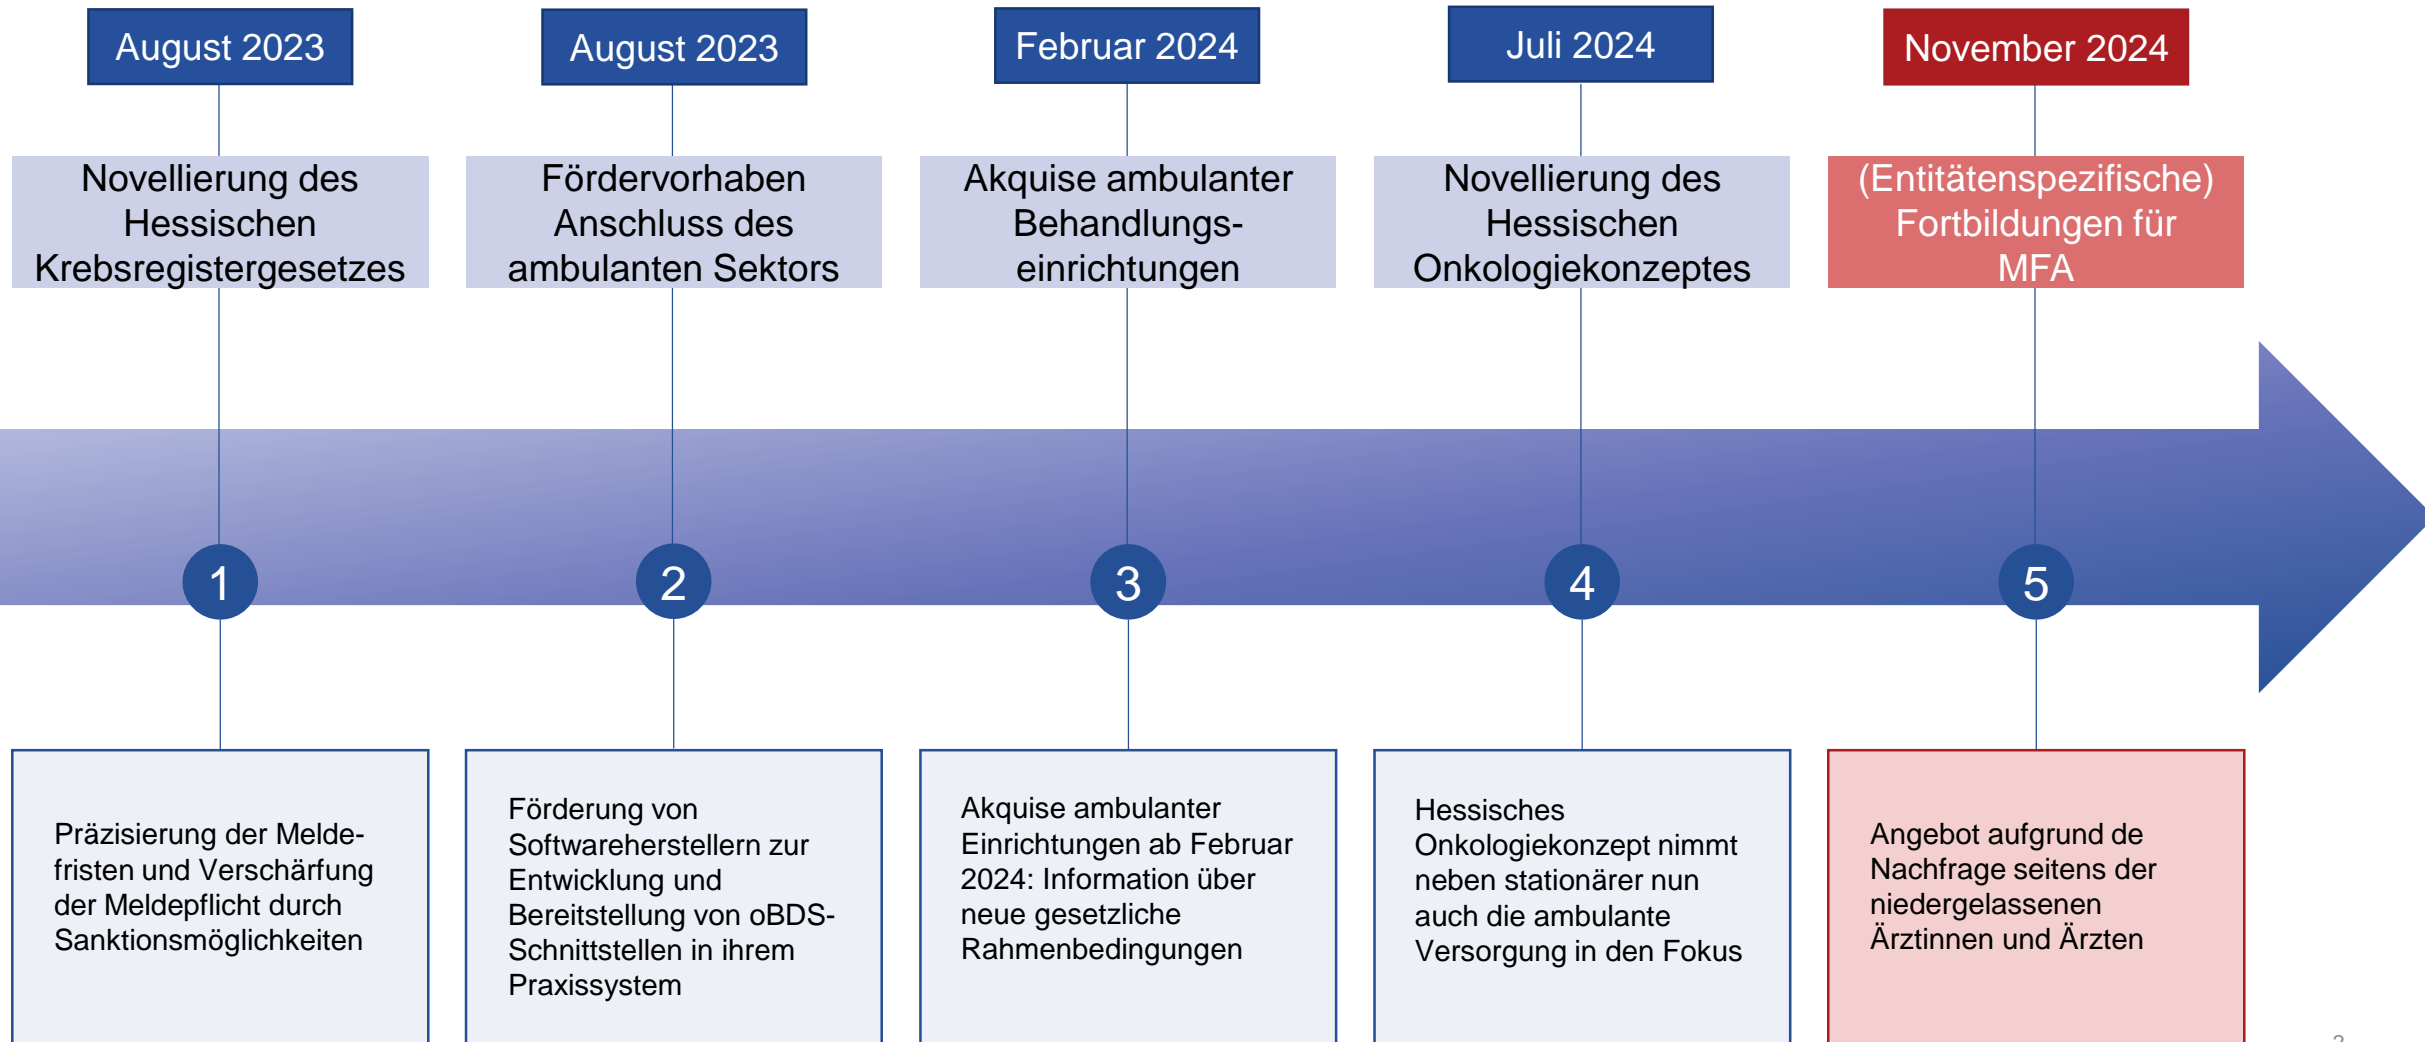 August 2023
August 2023
Februar 2024
Juli 2024
November 2024
Novellierung des
Hessischen
Krebsregistergesetzes
Fördervorhaben
Anschluss des
ambulanten Sektors
Akquise ambulanter
Behandlungs-
einrichtungen
Novellierung des
Hessischen
Onkologiekonzeptes
(Entitätenspezifische)
Fortbildungen für
MFA
1
2
3
4
5
Präzisierung der Melde-
fristen und Verschärfung
der Meldepflicht durch
Sanktionsmöglichkeiten
Förderung von
Softwareherstellern zur
Entwicklung und
Bereitstellung von oBDS-
Schnittstellen in ihrem
Praxissystem
Akquise ambulanter
Einrichtungen ab Februar
2024: Information über
neue gesetzliche
Rahmenbedingungen
Hessisches
Onkologiekonzept nimmt
neben stationärer nun
auch die ambulante
Versorgung in den Fokus
Angebot aufgrund de
Nachfrage seitens der
niedergelassenen
Ärztinnen und Ärzten